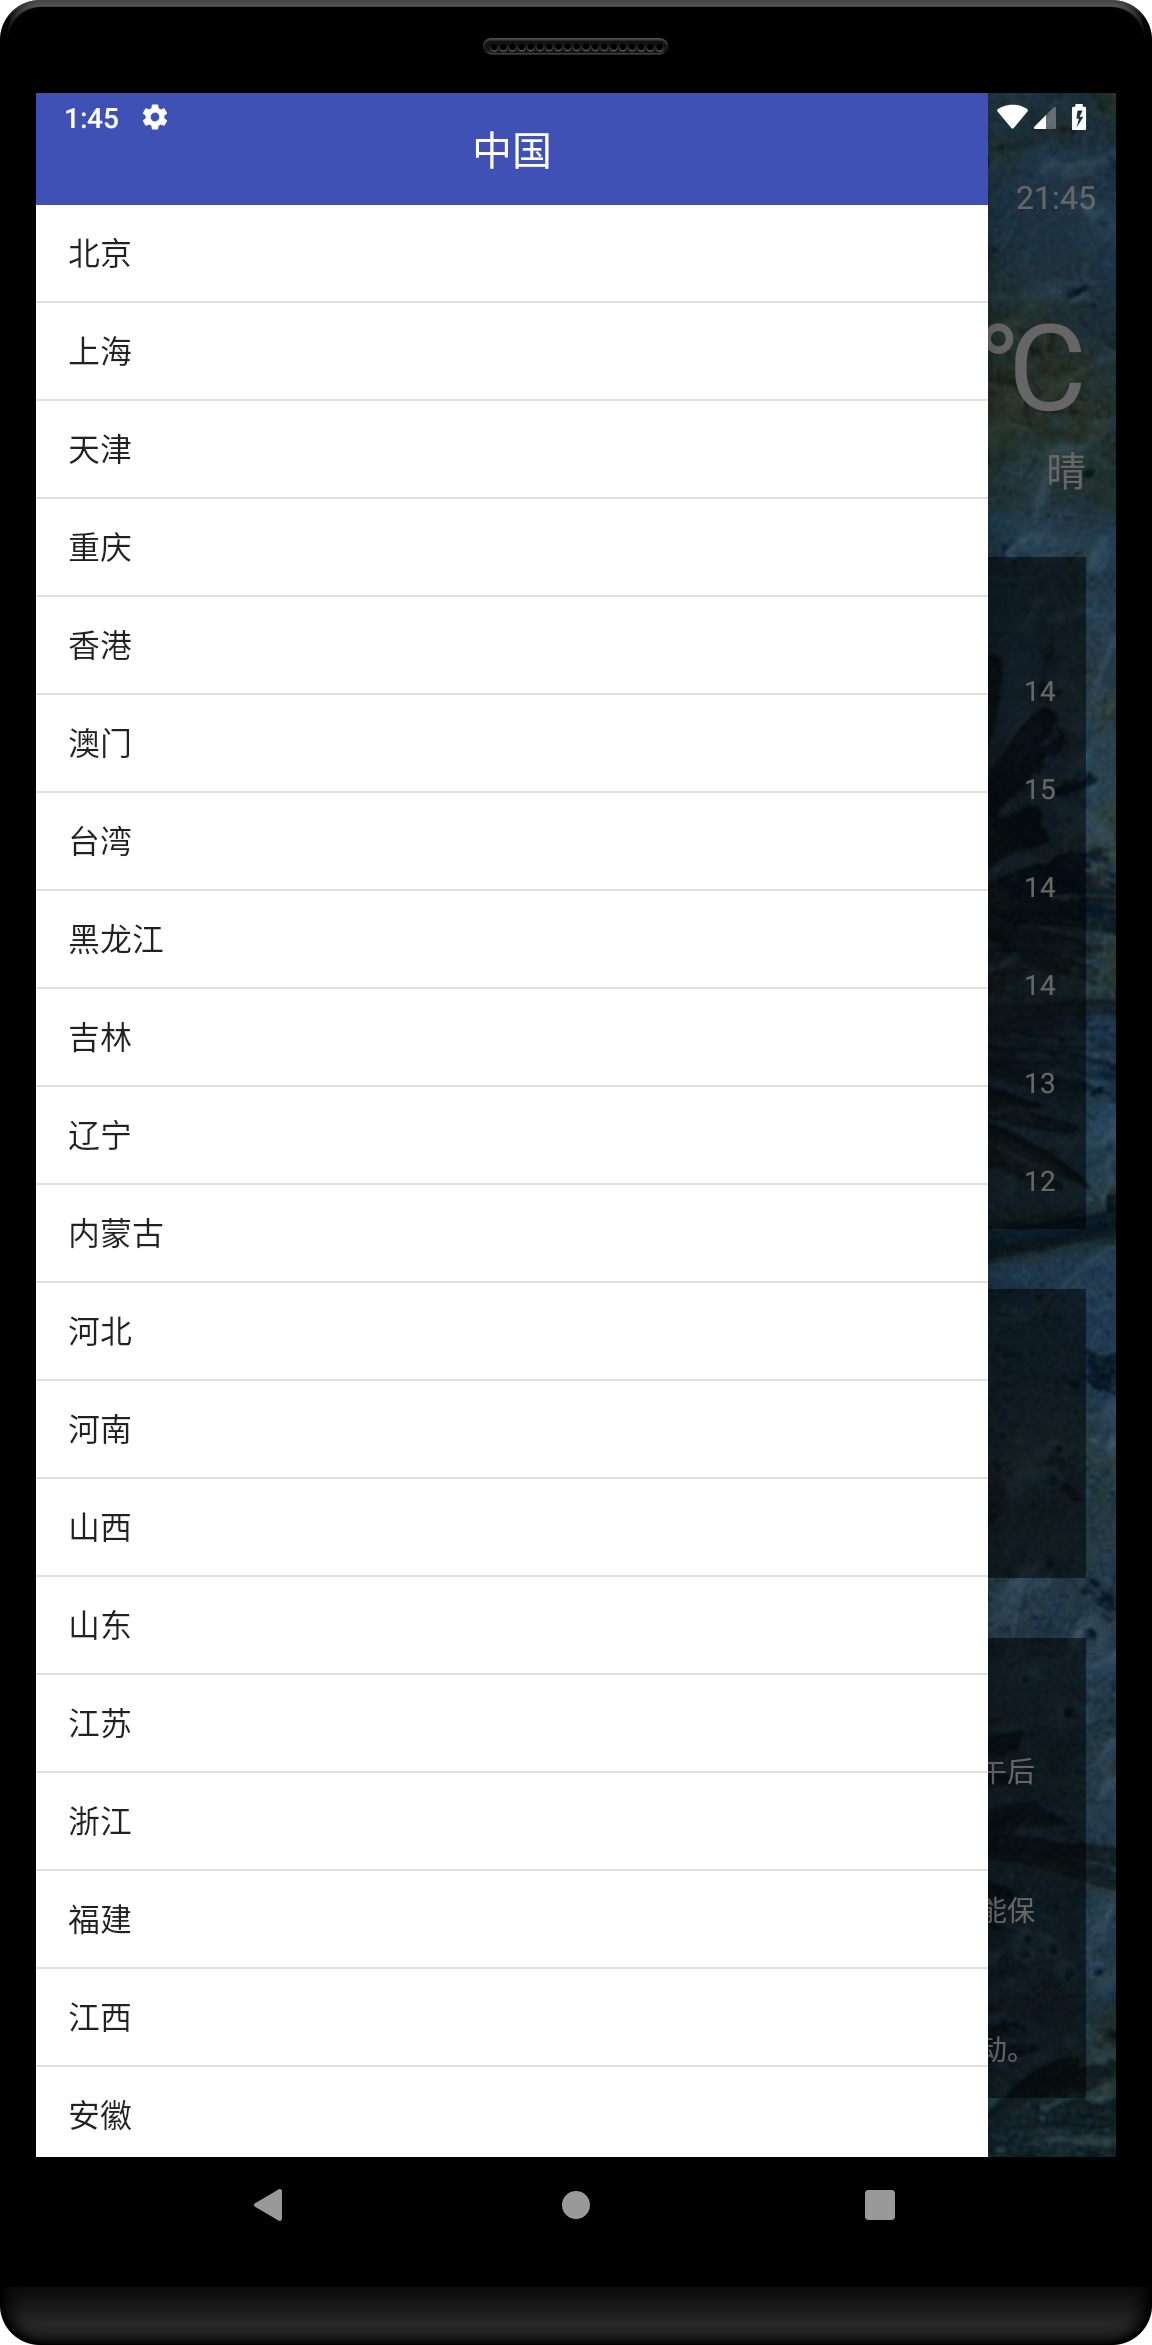 1:45
中国
21:45
℃
晴
北京
上海
天津
重庆
香港
澳门
台湾
黑龙江
吉林
辽宁
内蒙古
河北
河南
山西
山东
江苏
浙江
福建
江西
安徽
14
15
14
14
13
12
午后
能保
动。